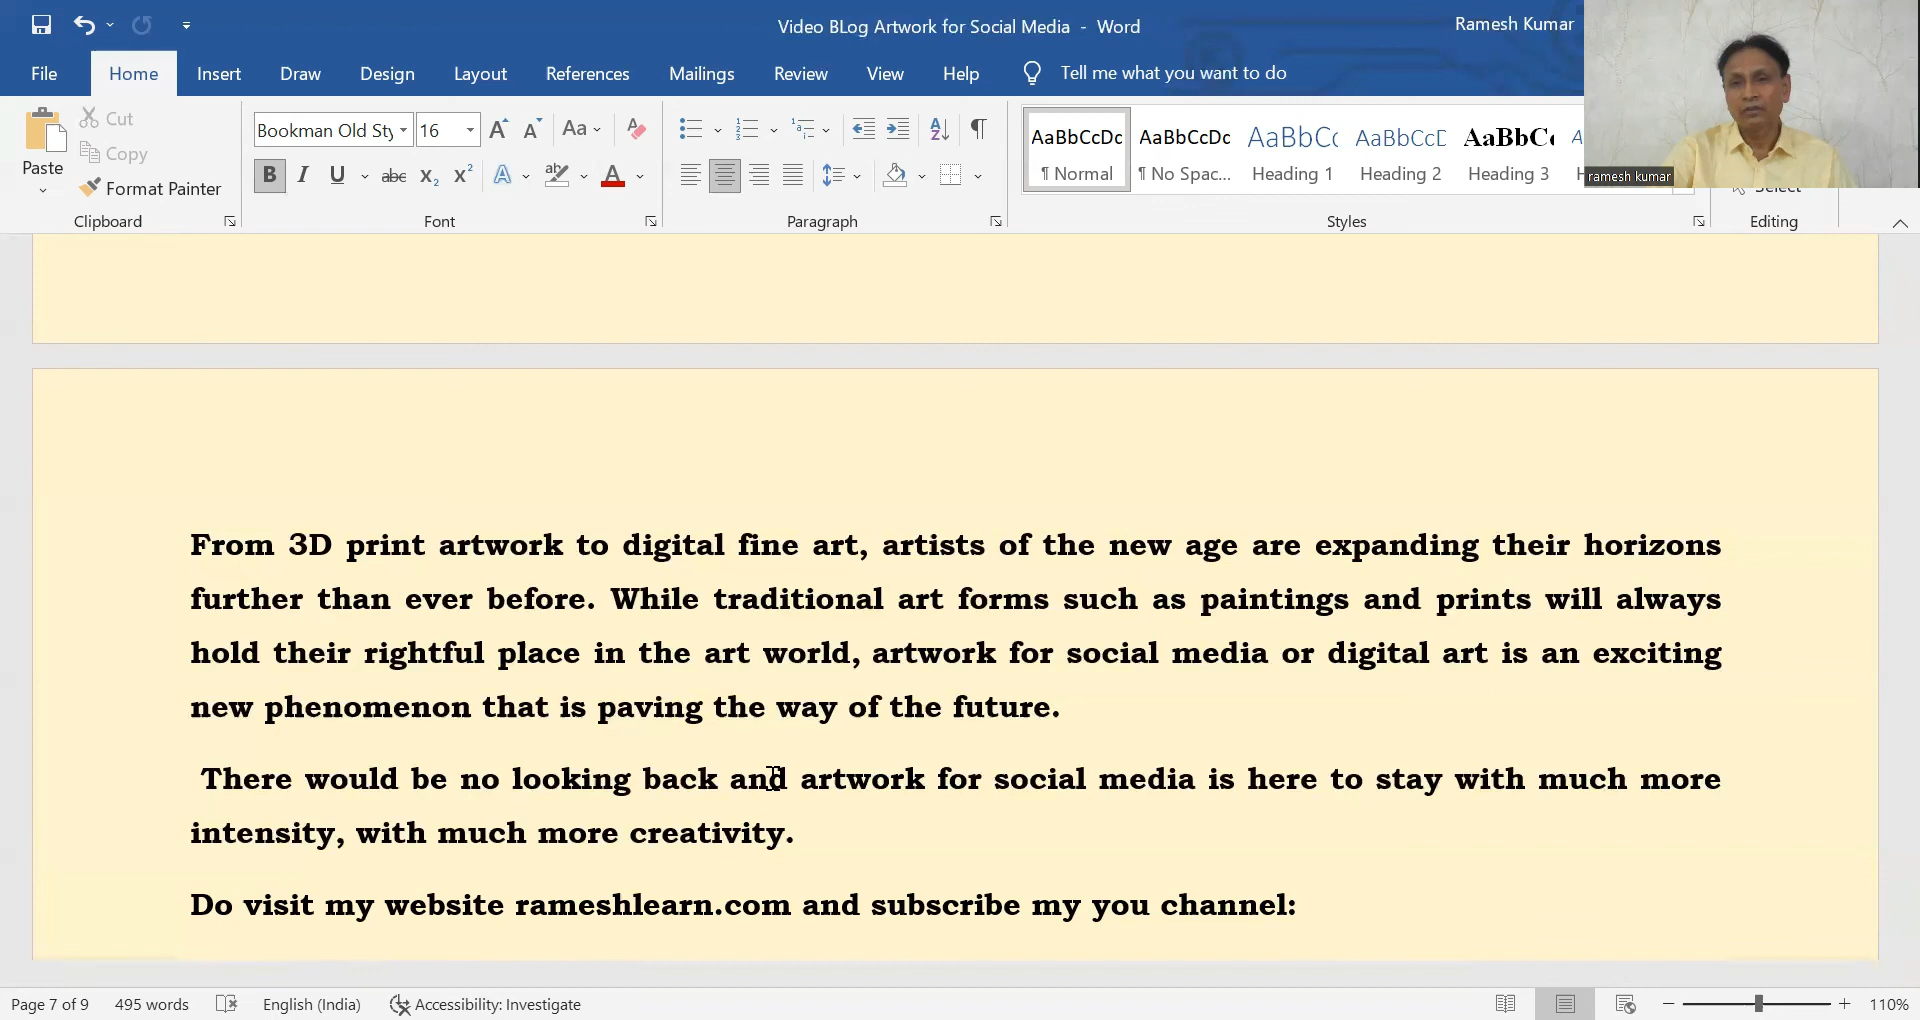 Video BLog Artwork for Social Media - Word
Ramesh Kumar
File Home Insert Draw Design Layout References Mailings Review View Help Tell me what you want to do
Paste
Cut
Copy
Format Painter
Clipboard
Bookman Old Sty 16
Font
Paragraph
AaBbCcDc AaBbCcDc AaBbCc AaBbCcD AaBbCc
¶ Normal ¶ No Spac... Heading 1 Heading 2 Heading 3
Styles
Select
Editing
ramesh kumar
From 3D print artwork to digital fine art, artists of the new age are expanding their horizons
further than ever before. While traditional art forms such as paintings and prints will always
hold their rightful place in the art world, artwork for social media or digital art is an exciting
new phenomenon that is paving the way of the future.
There would be no looking back and artwork for social media is here to stay with much more
intensity, with much more creativity.
Do visit my website rameshlearn.com and subscribe my you channel:
Page 7 of 9 495 words English (India) Accessibility: Investigate 110%